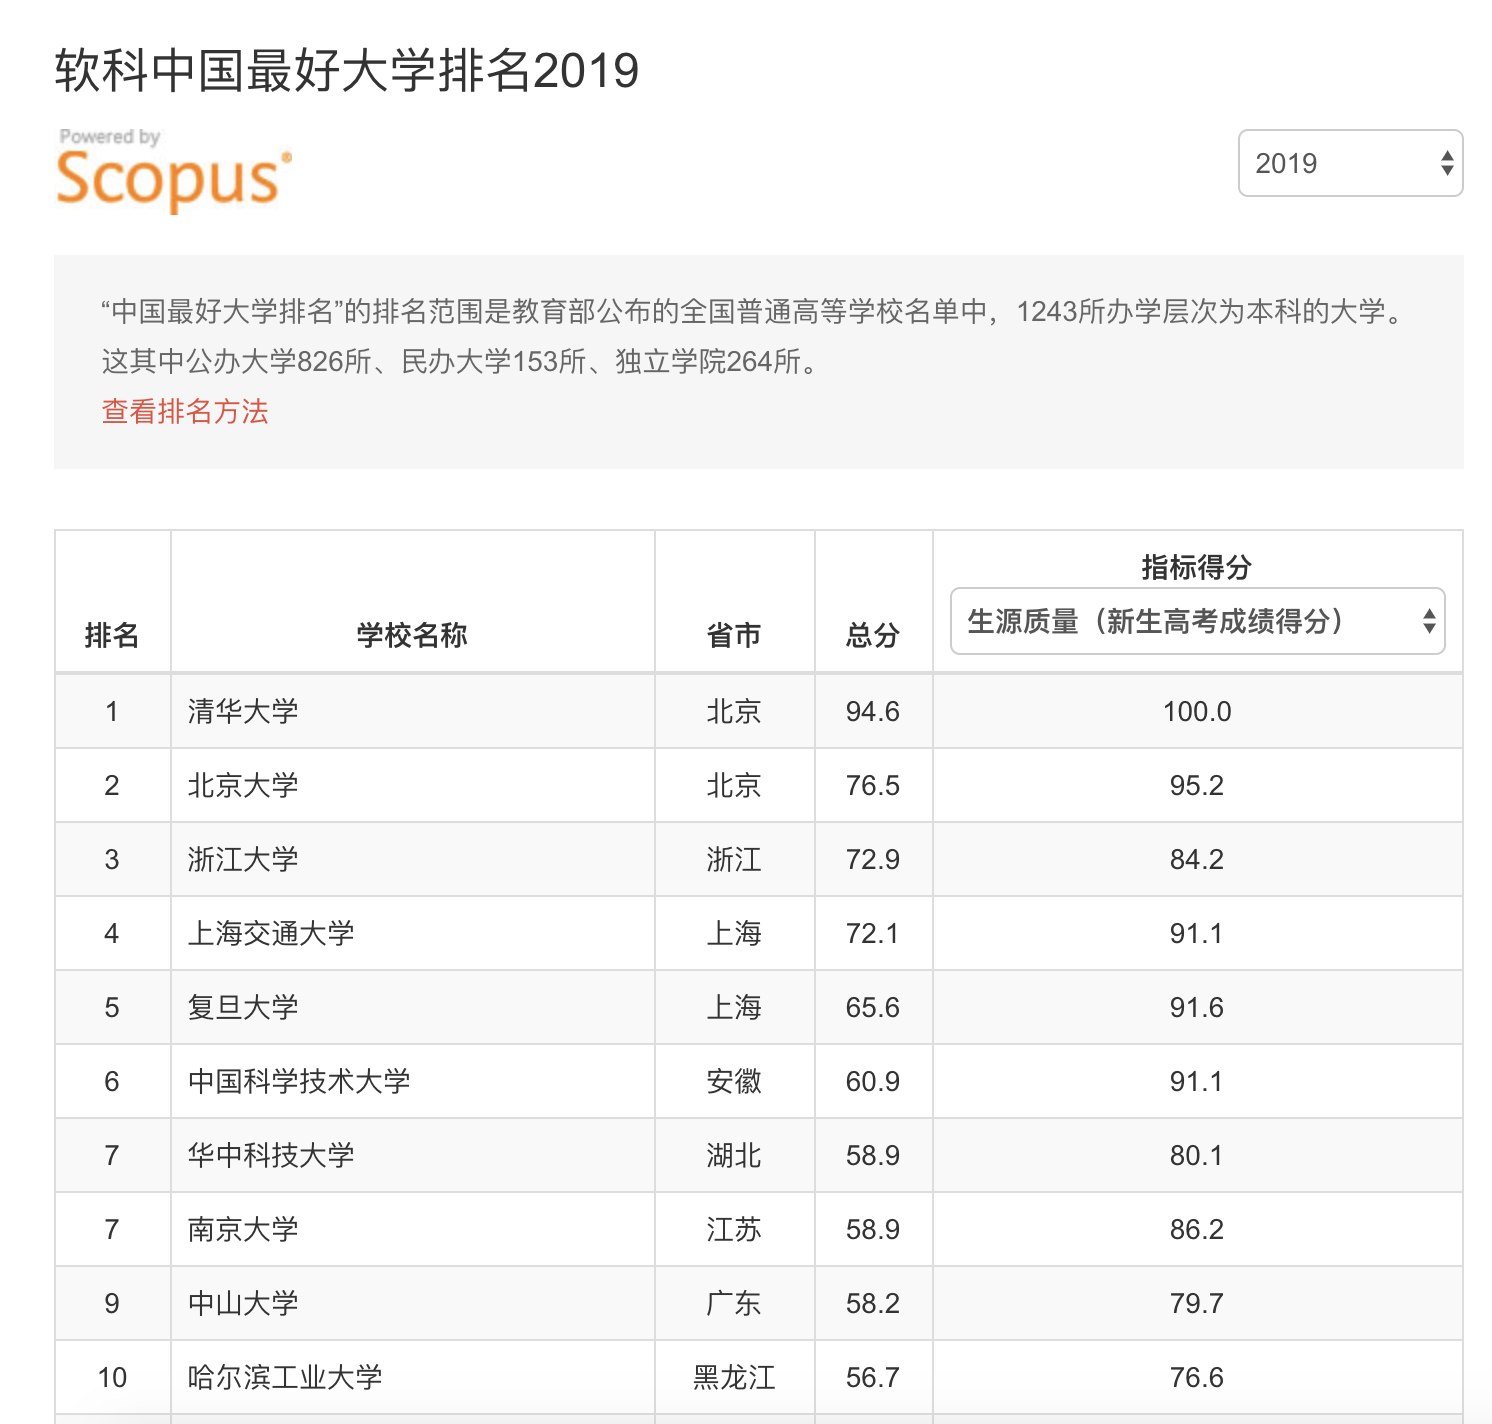 软科中国最好大学排名2019
Powered by
Scopus®
2019
“中国最好大学排名”的排名范围是教育部公布的全国普通高等学校名单中，1243所办学层次为本科的大学。
这其中公办大学826所、民办大学153所、独立学院264所。
查看排名方法
排名 学校名称 省市 总分 指标得分
生源质量（新生高考成绩得分）
1 清华大学 北京 94.6 100.0
2 北京大学 北京 76.5 95.2
3 浙江大学 浙江 72.9 84.2
4 上海交通大学 上海 72.1 91.1
5 复旦大学 上海 65.6 91.6
6 中国科学技术大学 安徽 60.9 91.1
7 华中科技大学 湖北 58.9 80.1
7 南京大学 江苏 58.9 86.2
9 中山大学 广东 58.2 79.7
10 哈尔滨工业大学 黑龙江 56.7 76.6